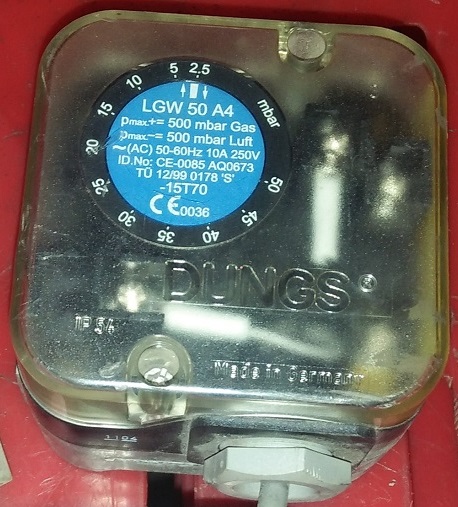 2.5
5
10
15
20
25
30
35
40
45
50
mbar
LGW 50 A4
pmax.+= 500 mbar Gas
pmax.-= 500 mbar Luft
~(AC) 50-60Hz 10A 250V
ID.No: CE-0085 AQ0673
TÜ 12/99 0178 'S'
-15T70
CE 0036
DUNGS®
IP 54
Made in Germany
1104